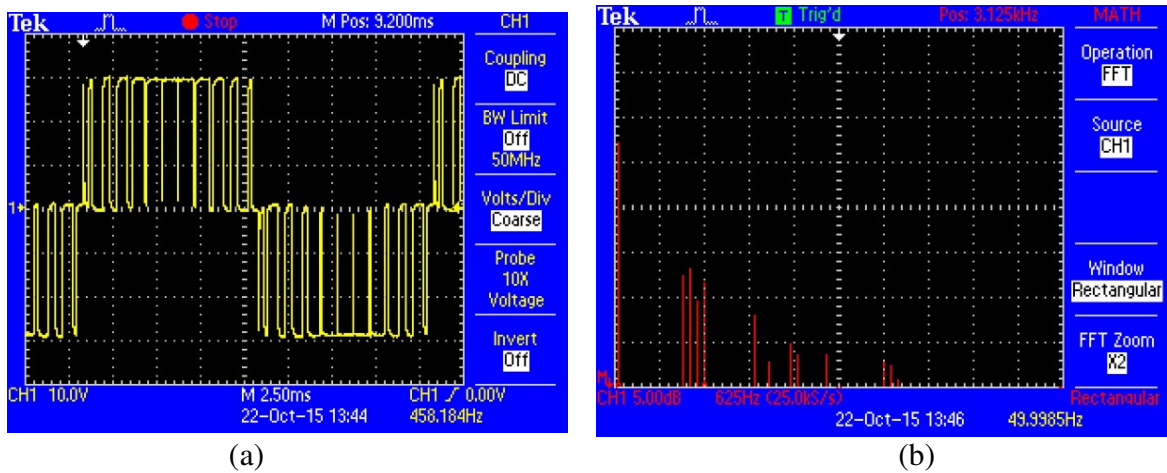 Tek Stop M Pos: 9.200ms CH1
Coupling
DC
BW Limit
Off
50MHz
Volts/Div
Coarse
Probe
10X
Voltage
Invert
Off
1
CH1 10.0V M 2.50ms CH1 / 0.00V
22-Oct-15 13:44 458.184Hz
(a)
Tek T Trig'd Pos: 3.125kHz MATH
Operation
FFT
Source
CH1
Window
Rectangular
FFT Zoom
X2
M
CH1 5.00dB 625Hz (25.0kS/s) Rectangular
22-Oct-15 13:46 49.9985Hz
(b)